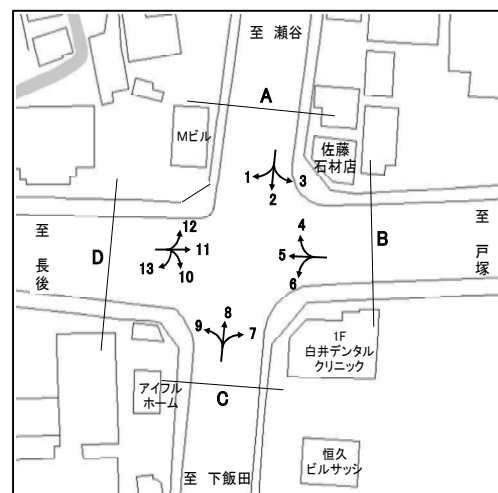 至 瀬谷
A
Mビル
佐藤
石材店
1
2
3
至 長後
D
12
11
13
10
4
5
6
B
至 戸塚
8
9
7
1F
白井デンタル
クリニック
アイフル
ホーム
C
至 下飯田
恒久
ビルサッシ